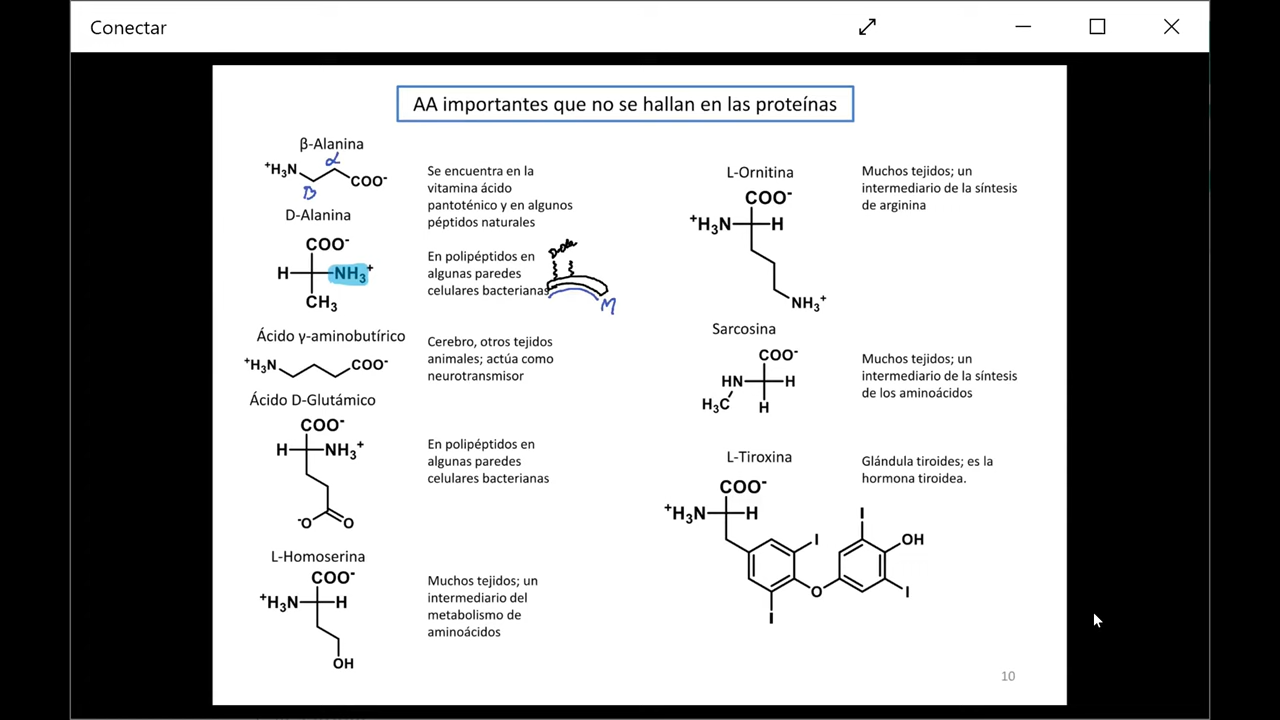 Conectar
AA importantes que no se hallan en las proteínas
β-Alanina
α
⁺H₃N
COO⁻
β
Se encuentra en la
vitamina ácido
pantoténico y en algunos
péptidos naturales
D-Alanina
COO⁻
H
NH₃⁺
CH₃
En polipéptidos en
algunas paredes
celulares bacterianas
M
Ácido γ-aminobutírico
⁺H₃N
COO⁻
Cerebro, otros tejidos
animales; actúa como
neurotransmisor
Ácido D-Glutámico
COO⁻
H
NH₃⁺
⁻O
O
En polipéptidos en
algunas paredes
celulares bacterianas
L-Homoserina
COO⁻
⁺H₃N
H
OH
Muchos tejidos; un
intermediario del
metabolismo de
aminoácidos
L-Ornitina
COO⁻
⁺H₃N
H
NH₃⁺
Muchos tejidos; un
intermediario de la síntesis
de arginina
Sarcosina
COO⁻
HN
H
H₃C
H
Muchos tejidos; un
intermediario de la síntesis
de los aminoácidos
L-Tiroxina
COO⁻
⁺H₃N
H
I
I
O
I
OH
I
Glándula tiroides; es la
hormona tiroidea.
10